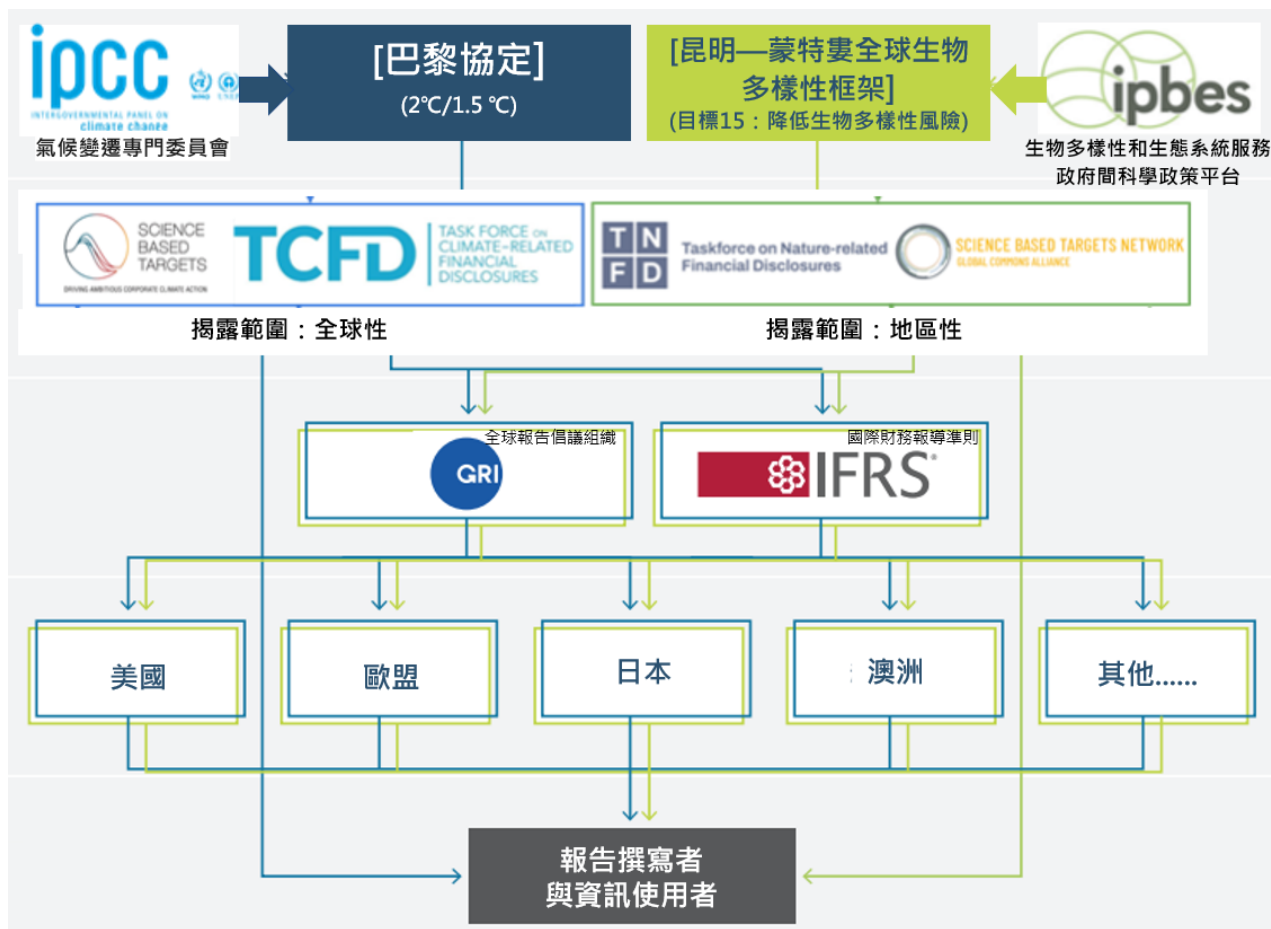 ipcc
INTERGOVERNMENTAL PANEL ON
climate change
氣候變遷專門委員會
[巴黎協定]
(2℃/1.5 ℃)
[昆明—蒙特婁全球生物
多樣性框架]
(目標15：降低生物多樣性風險)
ipbes
生物多樣性和生態系統服務
政府間科學政策平台
SCIENCE
BASED
TARGETS
DRIVING AMBITIOUS CORPORATE CLIMATE ACTION
TCFD
TASK FORCE ON
CLIMATE-RELATED
FINANCIAL
DISCLOSURES
T N
F D
Taskforce on Nature-related
Financial Disclosures
SCIENCE BASED TARGETS NETWORK
GLOBAL COMMONS ALLIANCE
揭露範圍：全球性
揭露範圍：地區性
全球報告倡議組織
GRI
國際財務報導準則
IFRS
美國
歐盟
日本
澳洲
其他......
報告撰寫者
與資訊使用者